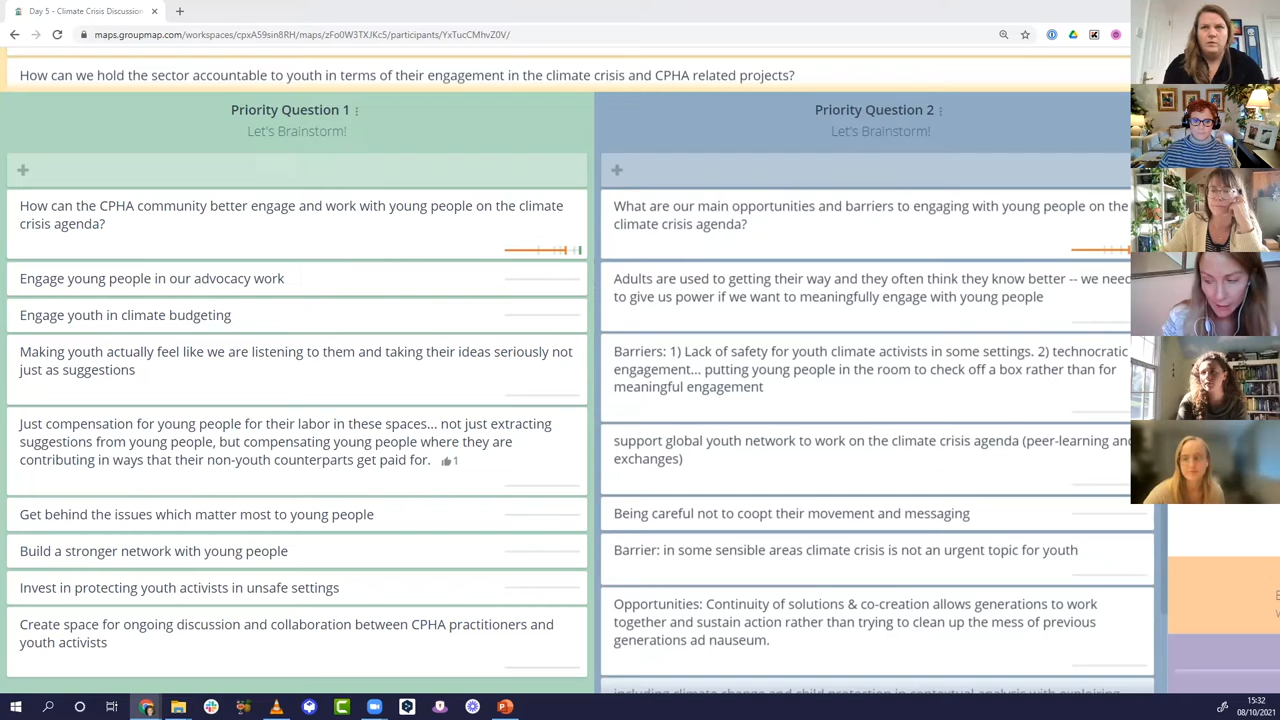 Day 5 - Climate Crisis Discussion
maps.groupmap.com/workspaces/cpxA59sin8RH/maps/zFo0W3TXJKc5/participants/YxTucCMhvZ0V/
How can we hold the sector accountable to youth in terms of their engagement in the climate crisis and CPHA related projects?
Priority Question 1
Let's Brainstorm!
How can the CPHA community better engage and work with young people on the climate
crisis agenda?
Engage young people in our advocacy work
Engage youth in climate budgeting
Making youth actually feel like we are listening to them and taking their ideas seriously not
just as suggestions
Just compensation for young people for their labor in these spaces... not just extracting
suggestions from young people, but compensating young people where they are
contributing in ways that their non-youth counterparts get paid for. 1
Get behind the issues which matter most to young people
Build a stronger network with young people
Invest in protecting youth activists in unsafe settings
Create space for ongoing discussion and collaboration between CPHA practitioners and
youth activists
Priority Question 2
Let's Brainstorm!
What are our main opportunities and barriers to engaging with young people on the
climate crisis agenda?
Adults are used to getting their way and they often think they know better -- we need
to give us power if we want to meaningfully engage with young people
Barriers: 1) Lack of safety for youth climate activists in some settings. 2) technocratic
engagement... putting young people in the room to check off a box rather than for
meaningful engagement
support global youth network to work on the climate crisis agenda (peer-learning and
exchanges)
Being careful not to coopt their movement and messaging
Barrier: in some sensible areas climate crisis is not an urgent topic for youth
Opportunities: Continuity of solutions & co-creation allows generations to work
together and sustain action rather than trying to clean up the mess of previous
generations ad nauseum.
including climate change and child protection in contextual analysis with exploring
15:32
08/10/2021